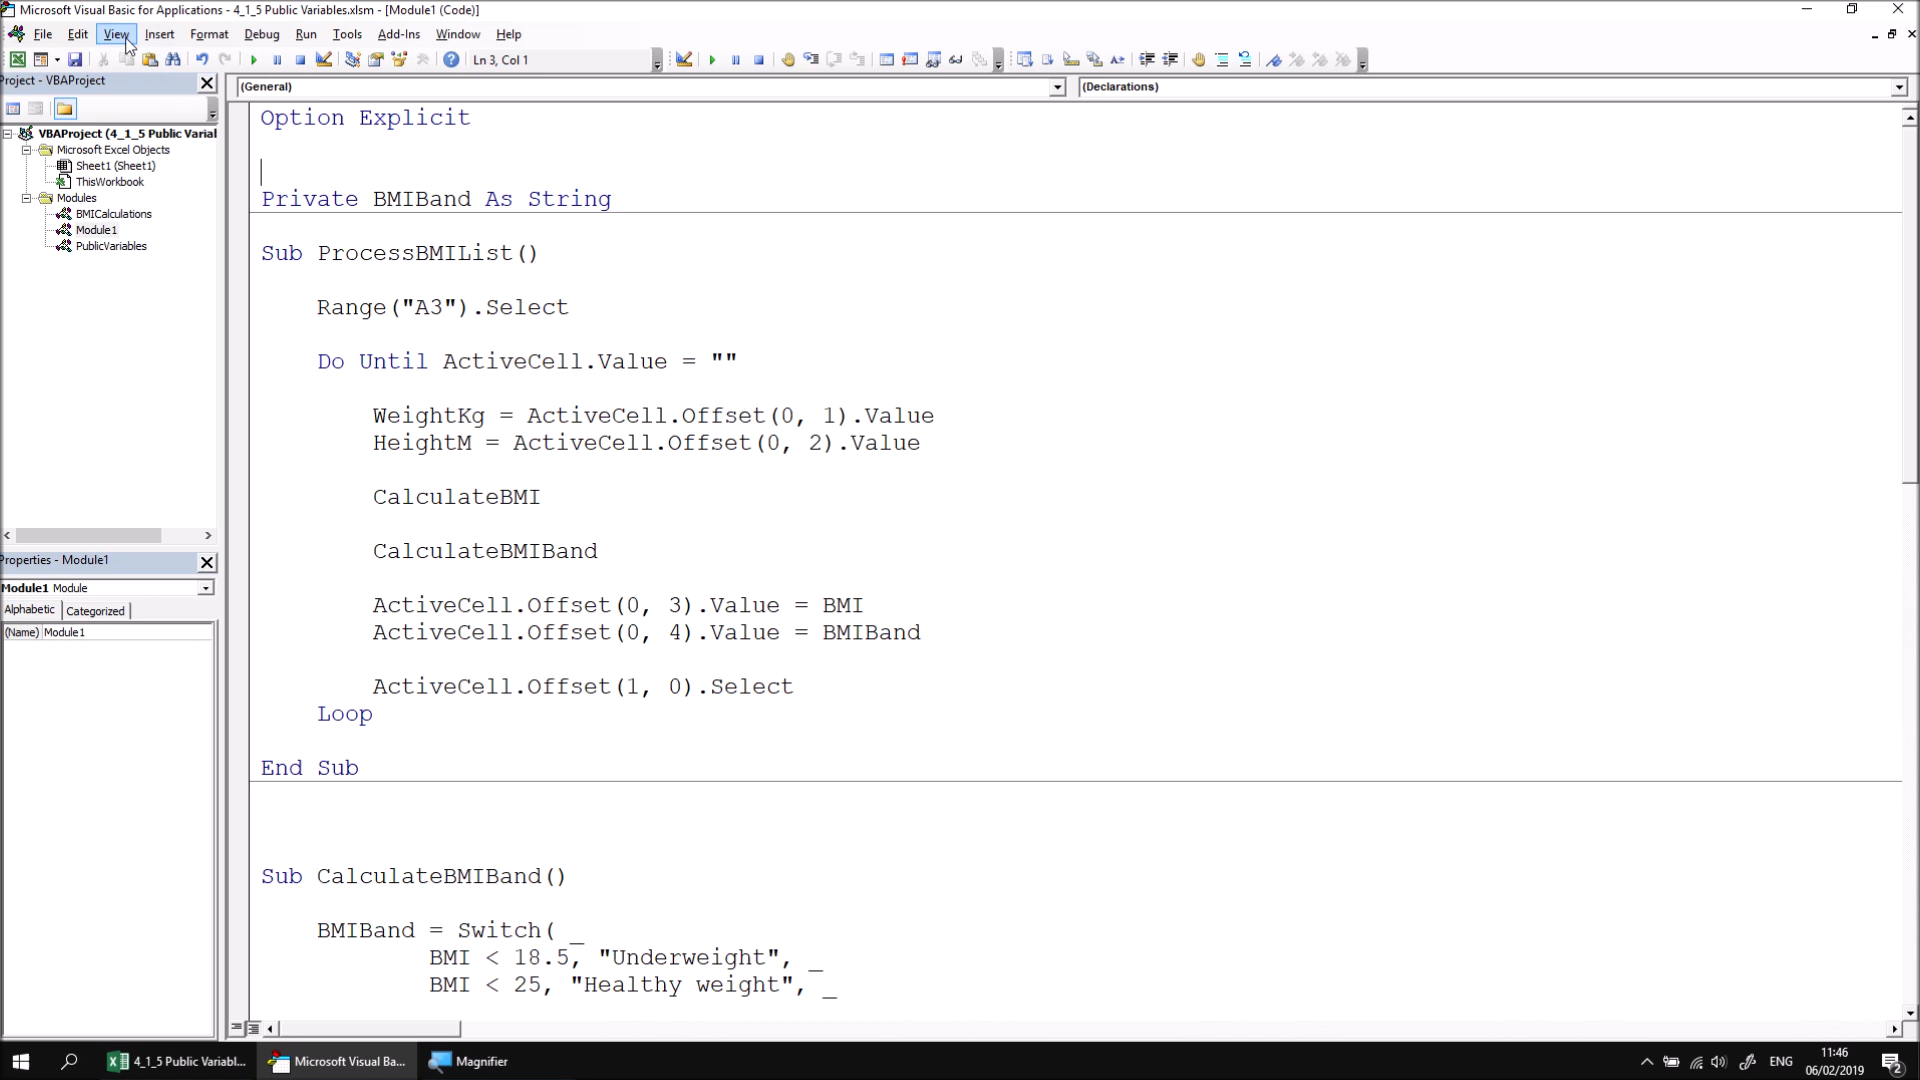 Microsoft Visual Basic for Applications - 4_1_5 Public Variables.xlsm - [Module1 (Code)]
File Edit View Insert Format Debug Run Tools Add-Ins Window Help
Ln 3, Col 1
Project - VBAProject
(General)
(Declarations)
VBAProject (4_1_5 Public Varial
Microsoft Excel Objects
Sheet1 (Sheet1)
ThisWorkbook
Modules
BMICalculations
Module1
PublicVariables
Properties - Module1
Module1 Module
Alphabetic Categorized
(Name) Module1
Option Explicit
Private BMIBand As String
Sub ProcessBMIList()
Range("A3").Select
Do Until ActiveCell.Value = ""
WeightKg = ActiveCell.Offset(0, 1).Value
HeightM = ActiveCell.Offset(0, 2).Value
CalculateBMI
CalculateBMIBand
ActiveCell.Offset(0, 3).Value = BMI
ActiveCell.Offset(0, 4).Value = BMIBand
ActiveCell.Offset(1, 0).Select
Loop
End Sub
Sub CalculateBMIBand()
BMIBand = Switch( _
BMI < 18.5, "Underweight", _
BMI < 25, "Healthy weight", _
4_1_5 Public Variabl...
Microsoft Visual Ba...
Magnifier
ENG
11:46
06/02/2019
2